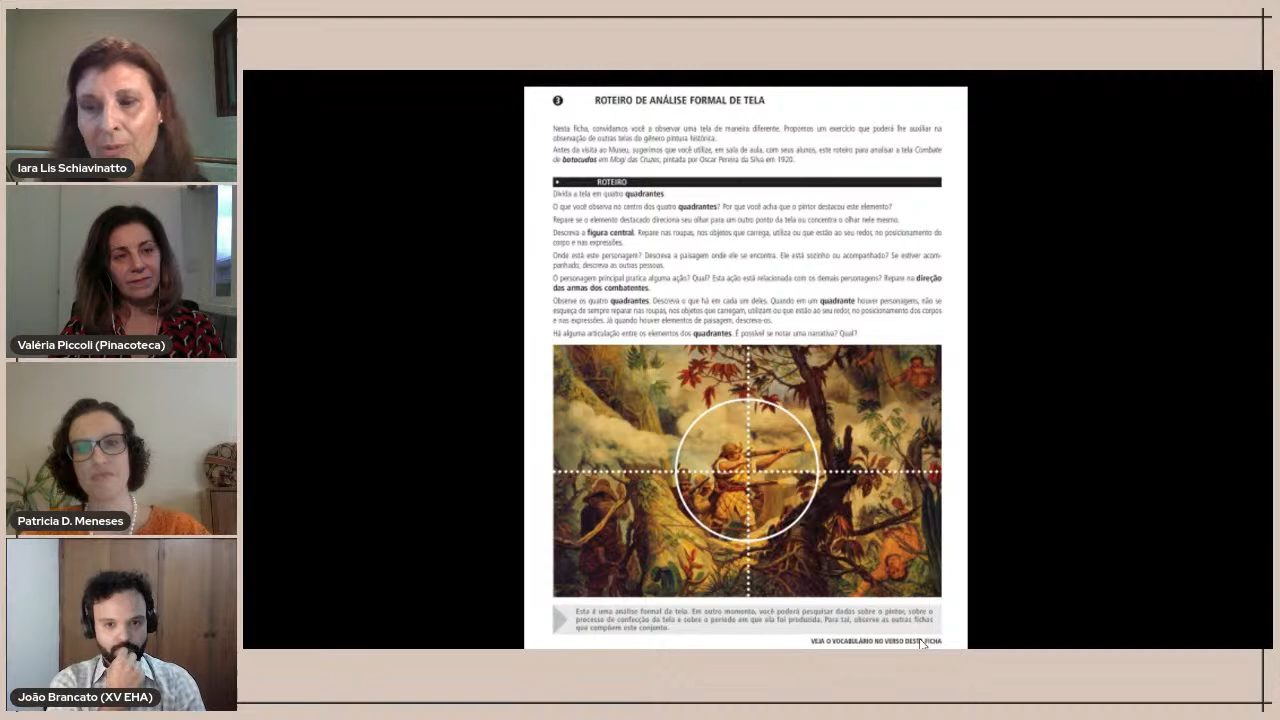 Iara Lis Schiavinatto
Valéria Piccoli (Pinacoteca)
Patricia D. Meneses
João Brancato (XV EHA)
3 ROTEIRO DE ANÁLISE FORMAL DE TELA
Nesta ficha, convidamos você a observar uma tela de maneira diferente. Propomos um exercício que poderá lhe auxiliar na
observação de outras telas do gênero pintura histórica.
Antes da visita ao Museu, sugerimos que você utilize, em sala de aula, com seus alunos, este roteiro para analisar a tela Combate
de botocudos em Mogi das Cruzes, pintada por Oscar Pereira da Silva em 1920.
• ROTEIRO
Divida a tela em quatro quadrantes.
O que você observa no centro dos quatro quadrantes? Por que você acha que o pintor destacou este elemento?
Repare se o elemento destacado direciona seu olhar para um outro ponto da tela ou concentra o olhar nele mesmo.
Descreva a figura central. Repare nas roupas, nos objetos que carrega, utiliza ou que estão ao seu redor, no posicionamento do
corpo e nas expressões.
Onde está este personagem? Descreva a paisagem onde ele se encontra. Ele está sozinho ou acompanhado? Se estiver acom-
panhado, descreva as outras pessoas.
O personagem principal pratica alguma ação? Qual? Esta ação está relacionada com os demais personagens? Repare na direção
das armas dos combatentes.
Observe os quatro quadrantes. Descreva o que há em cada um deles. Quando em um quadrante houver personagens, não se
esqueça de sempre reparar nas roupas, nos objetos que carregam, utilizam ou que estão ao seu redor, no posicionamento dos corpos
e nas expressões. Já quando houver elementos de paisagem, descreva-os.
Há alguma articulação entre os elementos dos quadrantes. É possível se notar uma narrativa? Qual?
Esta é uma análise formal da tela. Em outro momento, você poderá pesquisar dados sobre o pintor, sobre o
processo de confecção da tela e sobre o período em que ela foi produzida. Para tal, observe as outras fichas
que compõem este conjunto.
VEJA O VOCABULÁRIO NO VERSO DESTA FICHA